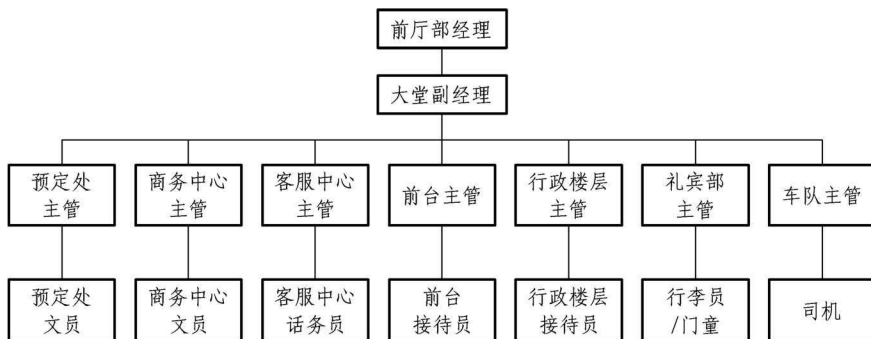 前厅部经理
大堂副经理
预定处
主管
商务中心
主管
客服中心
主管
前台主管
行政楼层
主管
礼宾部
主管
车队主管
预定处
文员
商务中心
文员
客服中心
话务员
前台
接待员
行政楼层
接待员
行李员
/门童
司机